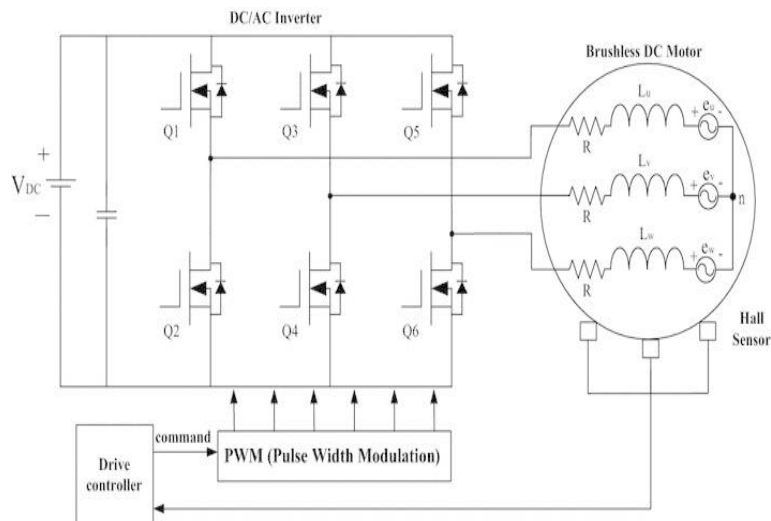 DC/AC Inverter
Brushless DC Motor
Q1
Q3
Q5
Lu
eu
+
-
R
+
VDC
−
Lv
ev
+
-
n
R
Lw
ew
+
-
R
Q2
Q4
Q6
Hall
Sensor
command
PWM (Pulse Width Modulation)
Drive
controller